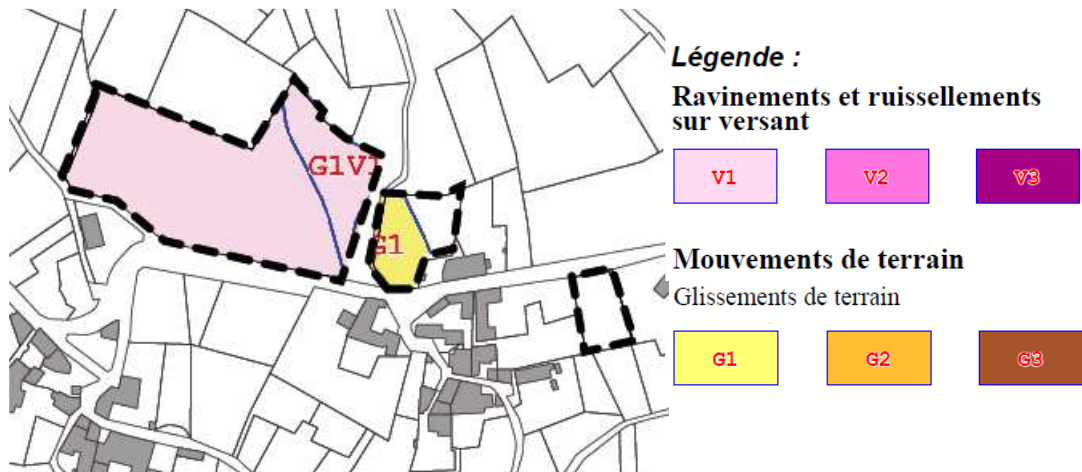 G1V1
G1
Légende :
Ravinements et ruissellements
sur versant
V1 V2 V3
Mouvements de terrain
Glissements de terrain
G1 G2 G3